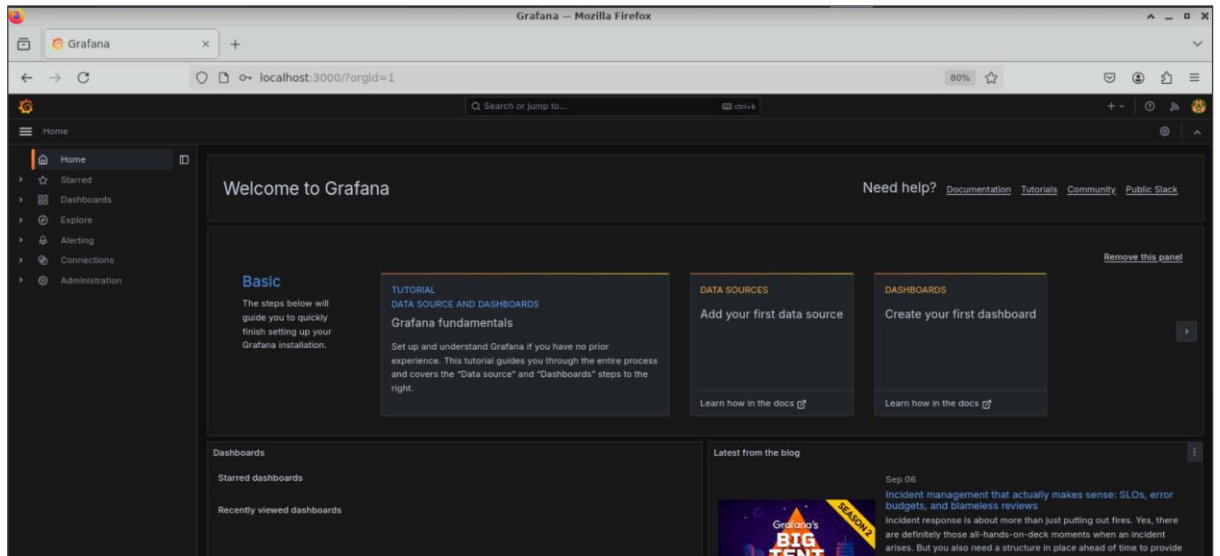 Grafana — Mozilla Firefox
Grafana
localhost:3000/?orgId=1
80%
Search or jump to...
ctrl+k
Home
Home
Starred
Dashboards
Explore
Alerting
Connections
Administration
Welcome to Grafana
Need help? Documentation Tutorials Community Public Slack
Remove this panel
Basic
The steps below will
guide you to quickly
finish setting up your
Grafana installation.
TUTORIAL
DATA SOURCE AND DASHBOARDS
Grafana fundamentals
Set up and understand Grafana if you have no prior
experience. This tutorial guides you through the entire process
and covers the "Data source" and "Dashboards" steps to the
right.
DATA SOURCES
Add your first data source
Learn how in the docs
DASHBOARDS
Create your first dashboard
Learn how in the docs
Dashboards
Starred dashboards
Recently viewed dashboards
Latest from the blog
Grafana's
BIG
TENT
SEASON 2
Sep 06
Incident management that actually makes sense: SLOs, error
budgets, and blameless reviews
Incident response is about more than just putting out fires. Yes, there
are definitely those all-hands-on-deck moments when an incident
arises. But you also need a structure in place ahead of time to provide